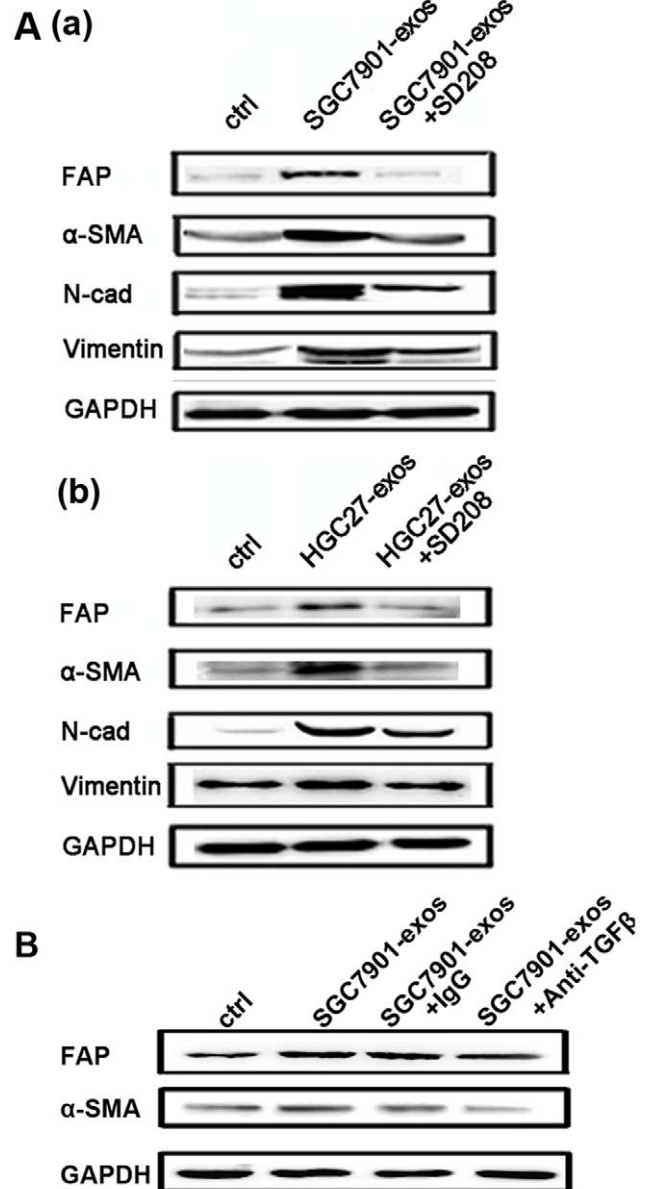 A (a)
ctrl
SGC7901-exos
SGC7901-exos
+SD208
FAP
α-SMA
N-cad
Vimentin
GAPDH
(b)
ctrl
HGC27-exos
HGC27-exos
+SD208
FAP
α-SMA
N-cad
Vimentin
GAPDH
B
ctrl
SGC7901-exos
SGC7901-exos
+IgG
SGC7901-exos
+Anti-TGFβ
FAP
α-SMA
GAPDH